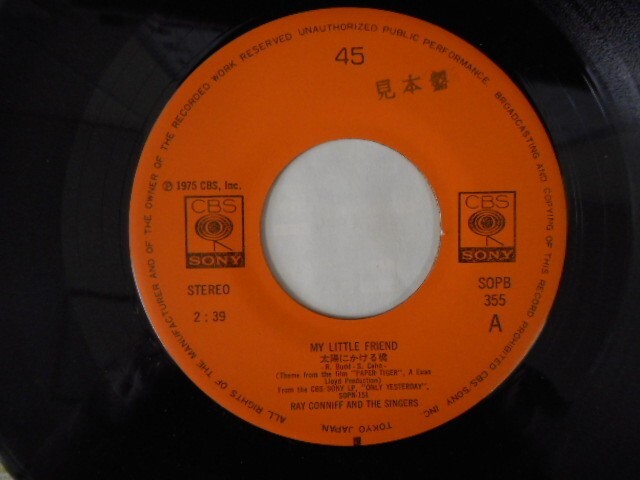 ALL RIGHTS OF THE MANUFACTURER AND OF THE OWNER OF THE RECORDED WORK RESERVED UNAUTHORIZED PUBLIC PERFORMANCE. BROADCASTING AND COPYING OF THIS RECORD PROHIBITED CBS/SONY INC. TOKYO JAPAN.
45
見本盤
Ⓟ 1975 CBS, Inc.
CBS
SONY
CBS
SONY
STEREO
2:39
SOPB
355
A
MY LITTLE FRIEND
太陽にかける橋
- R. Budd - S. Cahn -
(Theme from the film "PAPER TIGER", A Euan
Lloyd Production)
From the CBS SONY LP, "ONLY YESTERDAY",
SOPN-151
RAY CONNIFF AND THE SINGERS